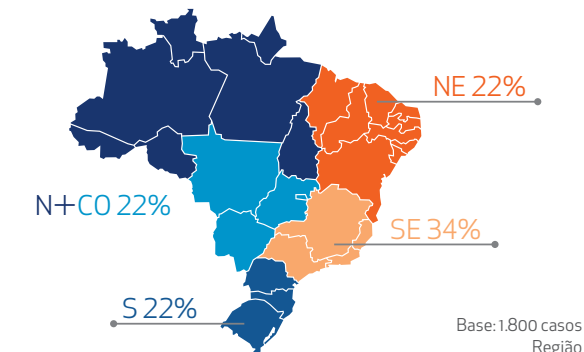 NE 22%
N+CO 22%
SE 34%
S 22%
Base: 1.800 casos
Região